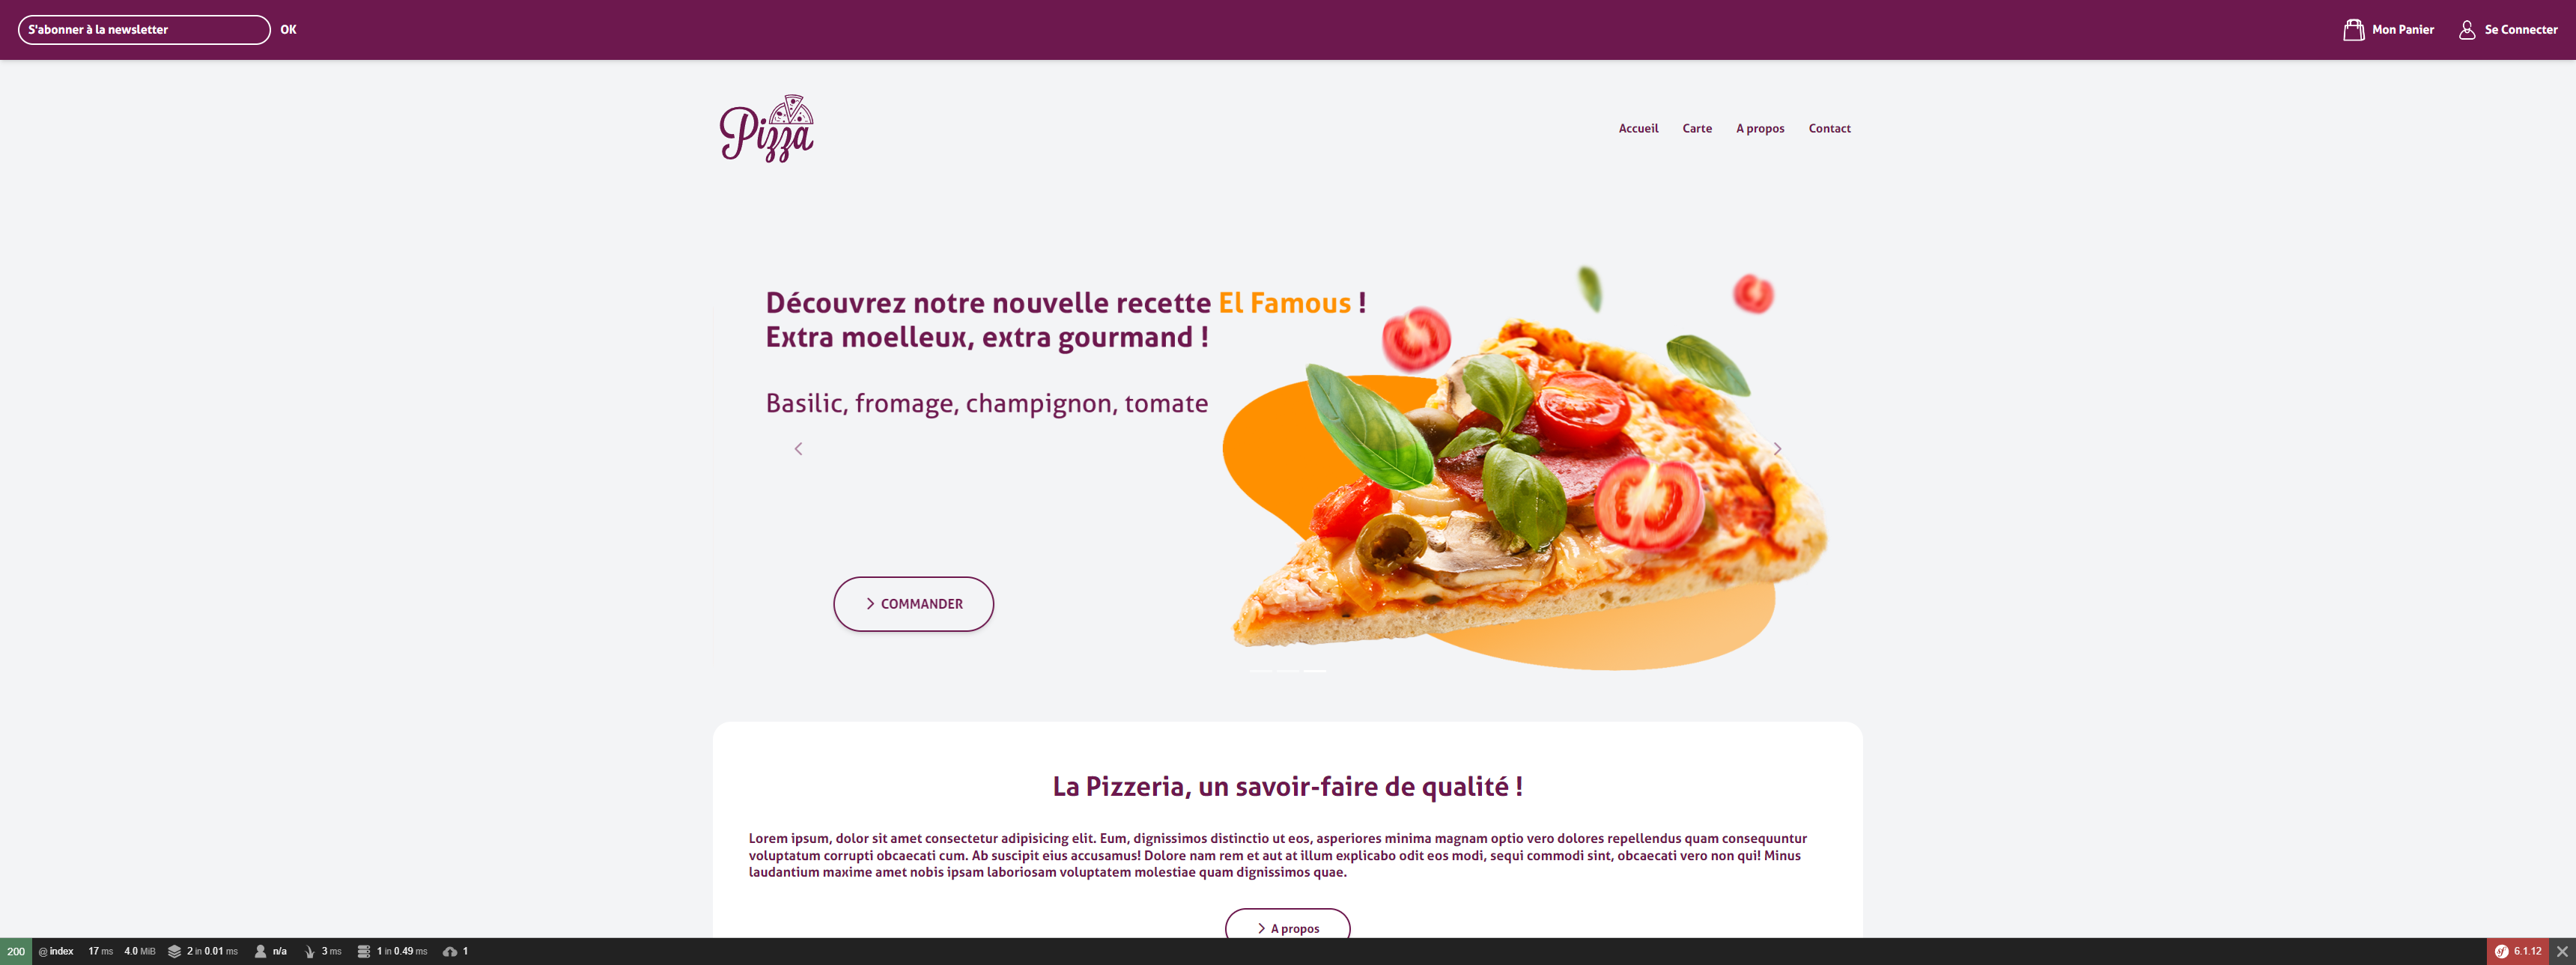 S'abonner à la newsletter
OK
Mon Panier
Se Connecter
Pizza
Accueil
Carte
A propos
Contact
Découvrez notre nouvelle recette El Famous !
Extra moelleux, extra gourmand !
Basilic, fromage, champignon, tomate
COMMANDER
La Pizzeria, un savoir-faire de qualité !
Lorem ipsum, dolor sit amet consectetur adipisicing elit. Eum, dignissimos distinctio ut eos, asperiores minima magnam optio vero dolores repellendus quam consequuntur
voluptatum corrupti obcaecati cum. Ab suscipit eius accusamus! Dolore nam rem et aut at illum explicabo odit eos modi, sequi commodi sint, obcaecati vero non qui! Minus
laudantium maxime amet nobis ipsam laboriosam voluptatem molestiae quam dignissimos quae.
A propos
200 @ index 17 ms 4.0 MiB 2 in 0.01 ms n/a 3 ms 1 in 0.49 ms 1 sf 6.1.12